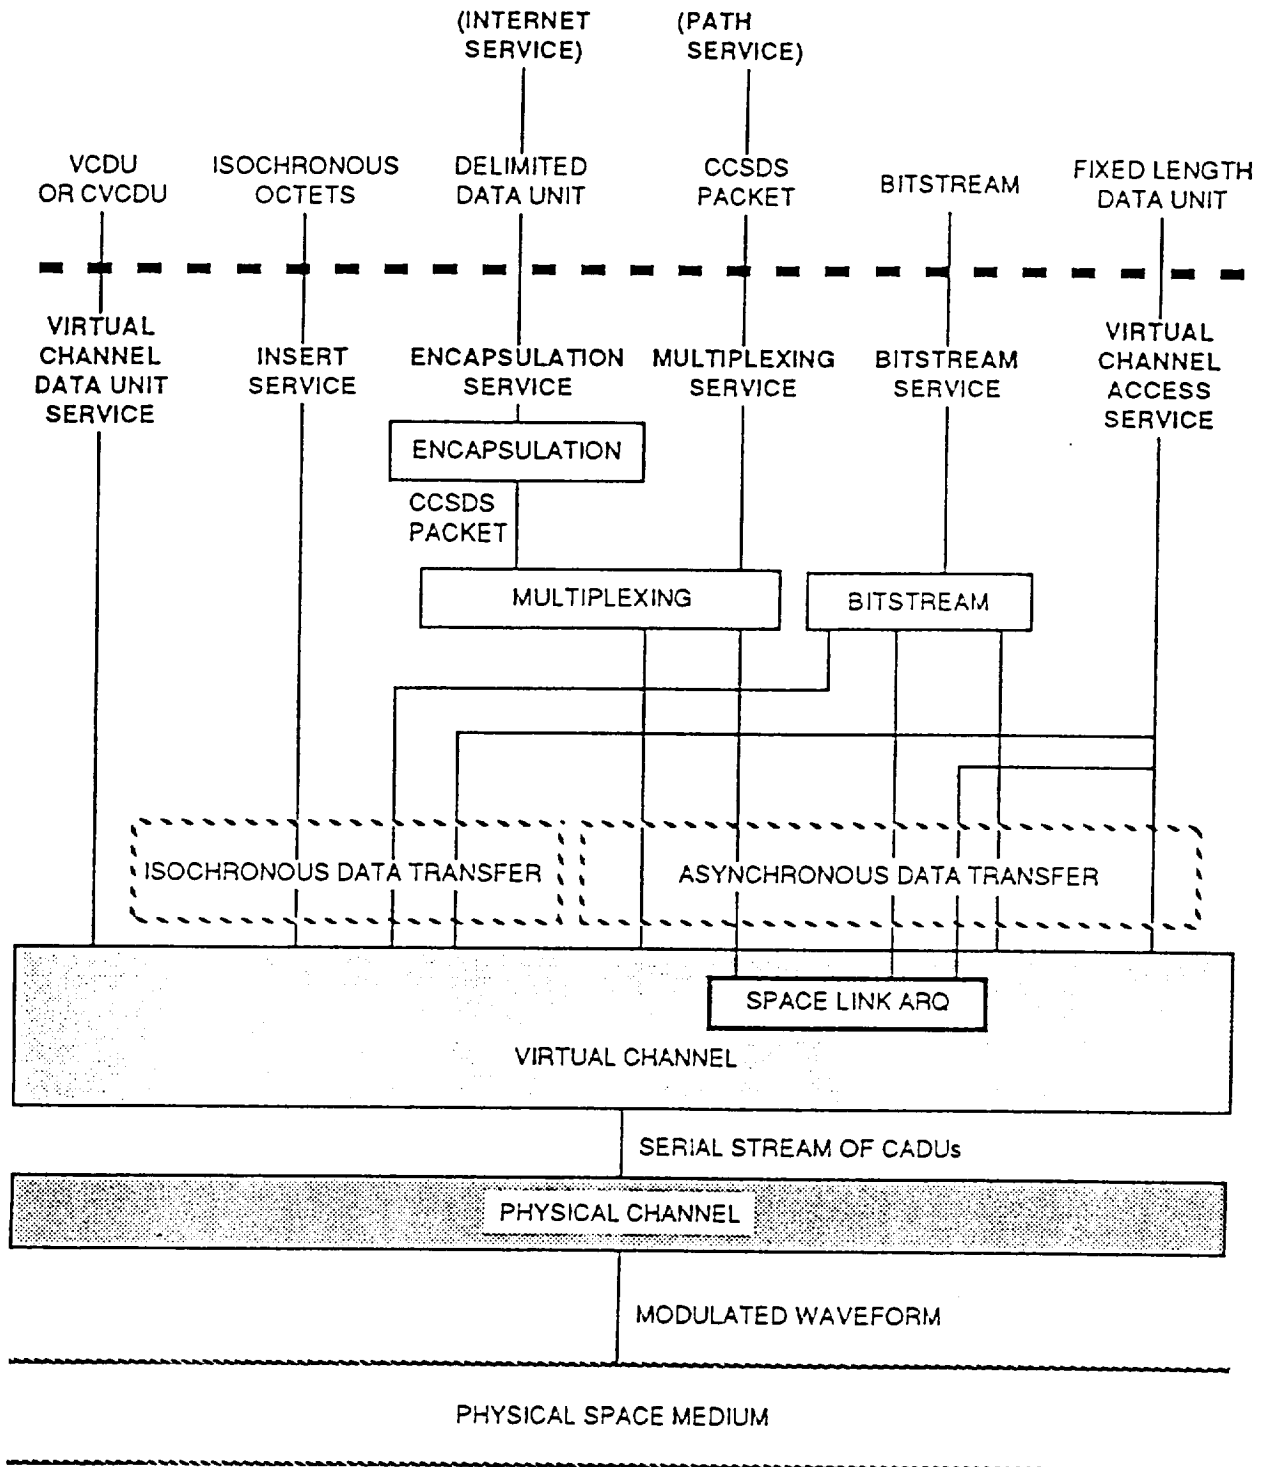 (INTERNET
SERVICE)
(PATH
SERVICE)
VCDU
OR CVCDU
ISOCHRONOUS
OCTETS
DELIMITED
DATA UNIT
CCSDS
PACKET
BITSTREAM
FIXED LENGTH
DATA UNIT
VIRTUAL
CHANNEL
DATA UNIT
SERVICE
INSERT
SERVICE
ENCAPSULATION
SERVICE
MULTIPLEXING
SERVICE
BITSTREAM
SERVICE
VIRTUAL
CHANNEL
ACCESS
SERVICE
ENCAPSULATION
CCSDS
PACKET
MULTIPLEXING
BITSTREAM
ISOCHRONOUS DATA TRANSFER
ASYNCHRONOUS DATA TRANSFER
SPACE LINK ARQ
VIRTUAL CHANNEL
SERIAL STREAM OF CADUs
PHYSICAL CHANNEL
MODULATED WAVEFORM
PHYSICAL SPACE MEDIUM